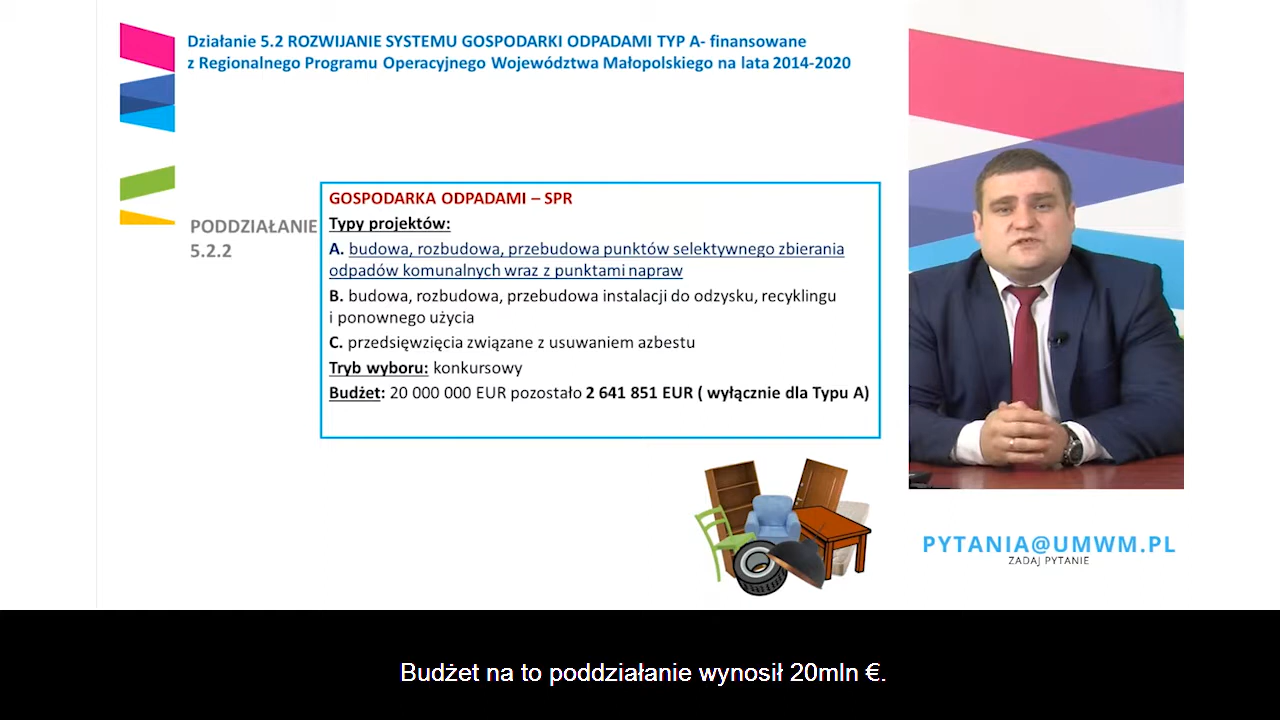 Działanie 5.2 ROZWIJANIE SYSTEMU GOSPODARKI ODPADAMI TYP A- finansowane
z Regionalnego Programu Operacyjnego Województwa Małopolskiego na lata 2014-2020
PODDZIAŁANIE
5.2.2
GOSPODARKA ODPADAMI – SPR
Typy projektów:
A. budowa, rozbudowa, przebudowa punktów selektywnego zbierania
odpadów komunalnych wraz z punktami napraw
B. budowa, rozbudowa, przebudowa instalacji do odzysku, recyklingu
i ponownego użycia
C. przedsięwzięcia związane z usuwaniem azbestu
Tryb wyboru: konkursowy
Budżet: 20 000 000 EUR pozostało 2 641 851 EUR ( wyłącznie dla Typu A)
PYTANIA@UMWM.PL
ZADAJ PYTANIE
Budżet na to poddziałanie wynosił 20mln €.